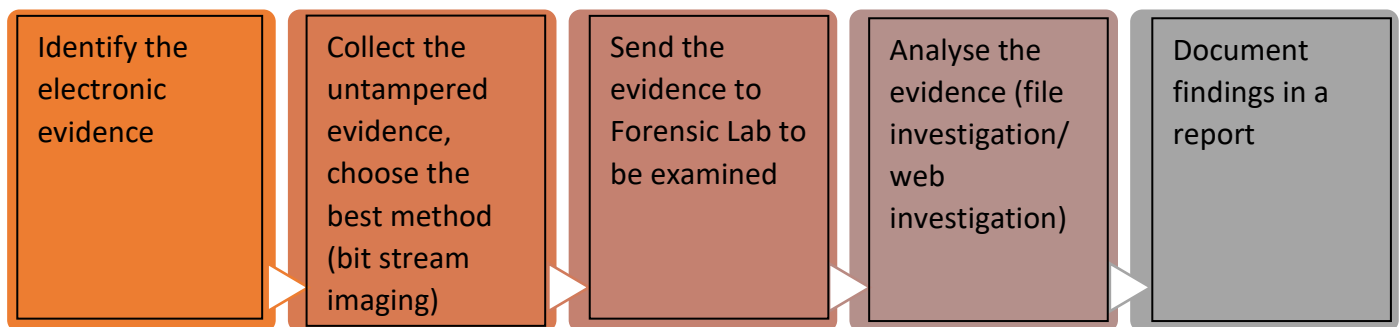 Identify the
electronic
evidence
Collect the
untampered
evidence,
choose the
best method
(bit stream
imaging)
Send the
evidence to
Forensic Lab to
be examined
Analyse the
evidence (file
investigation/
web
investigation)
Document
findings in a
report